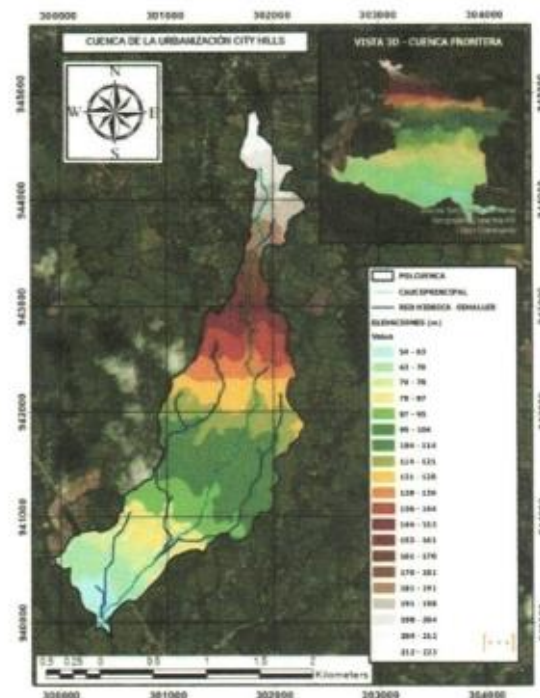 300000 301000 302000 303000 304000
CUENCA DE LA URBANIZACIÓN CITY HILLS
VISTA 3D - CUENCA FRONTERA
N
W E
S
945000
944000
943000
942000
941000
940000
POLCUENCA
CAUCEPRINCIPAL
RED HIDRICA
ELEVACIONES (m)
Value
54 - 63
63 - 70
70 - 78
78 - 87
87 - 95
95 - 104
104 - 114
114 - 121
121 - 128
128 - 136
136 - 144
144 - 153
153 - 161
161 - 170
170 - 181
181 - 191
191 - 198
198 - 204
204 - 212
212 - 223
0.5 0.25 0 0.5 1 1.5 2
Kilometers
300000 301000 302000 303000 304000